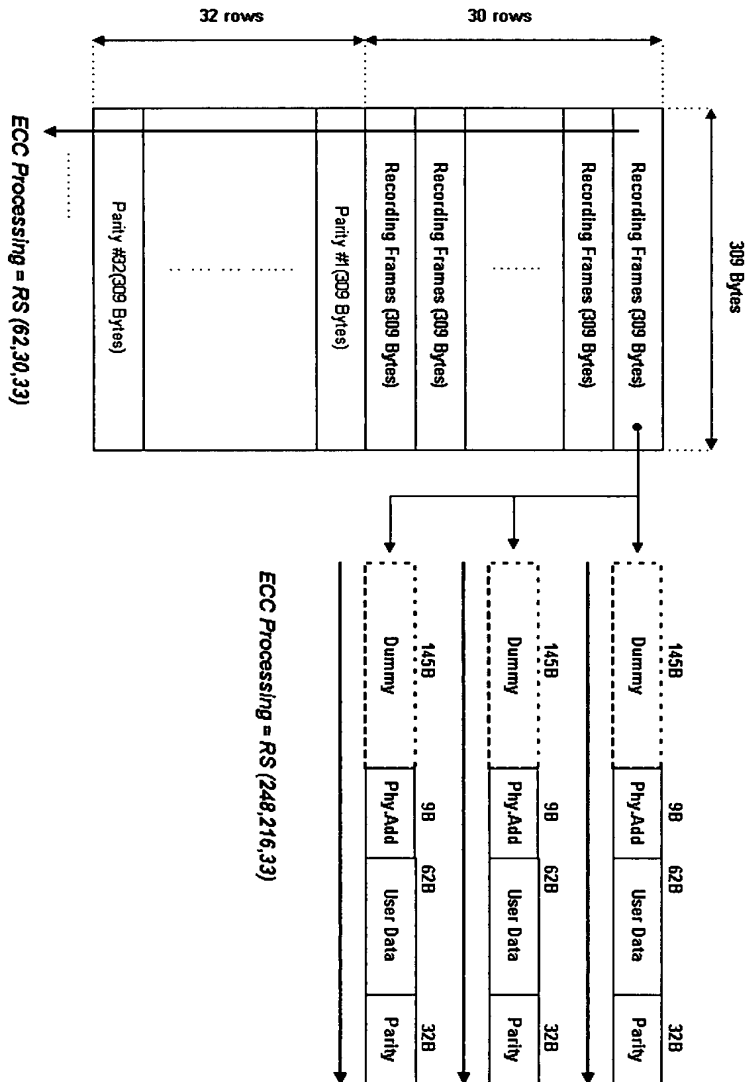 309 Bytes
30 rows
32 rows
Recording Frames (309 Bytes)
Recording Frames (309 Bytes)
........
Recording Frames (309 Bytes)
Recording Frames (309 Bytes)
Parity #1(309 Bytes)
... ...... ......
Parity #32(309 Bytes)
.........
ECC Processing = RS (62,30,33)
145B 9B 62B 32B
Dummy Phy.Add User Data Parity
145B 9B 62B 32B
Dummy Phy.Add User Data Parity
145B 9B 62B 32B
Dummy Phy.Add User Data Parity
ECC Processing = RS (248,216,33)